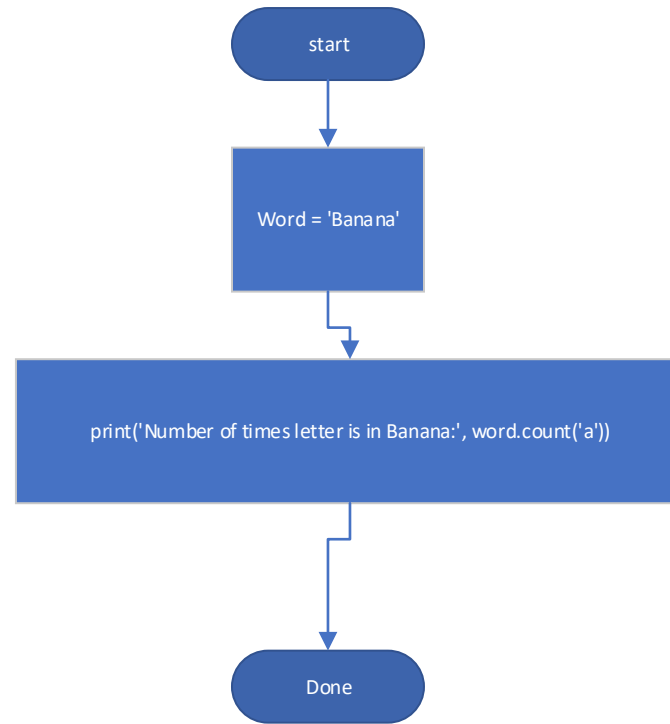 start
Word = 'Banana'
print('Number of times letter is in Banana:', word.count('a'))
Done